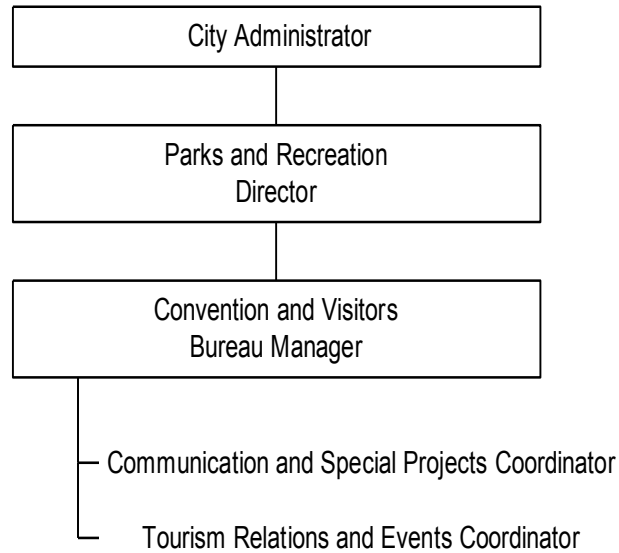 City Administrator
Parks and Recreation
Director
Convention and Visitors
Bureau Manager
Communication and Special Projects Coordinator
Tourism Relations and Events Coordinator